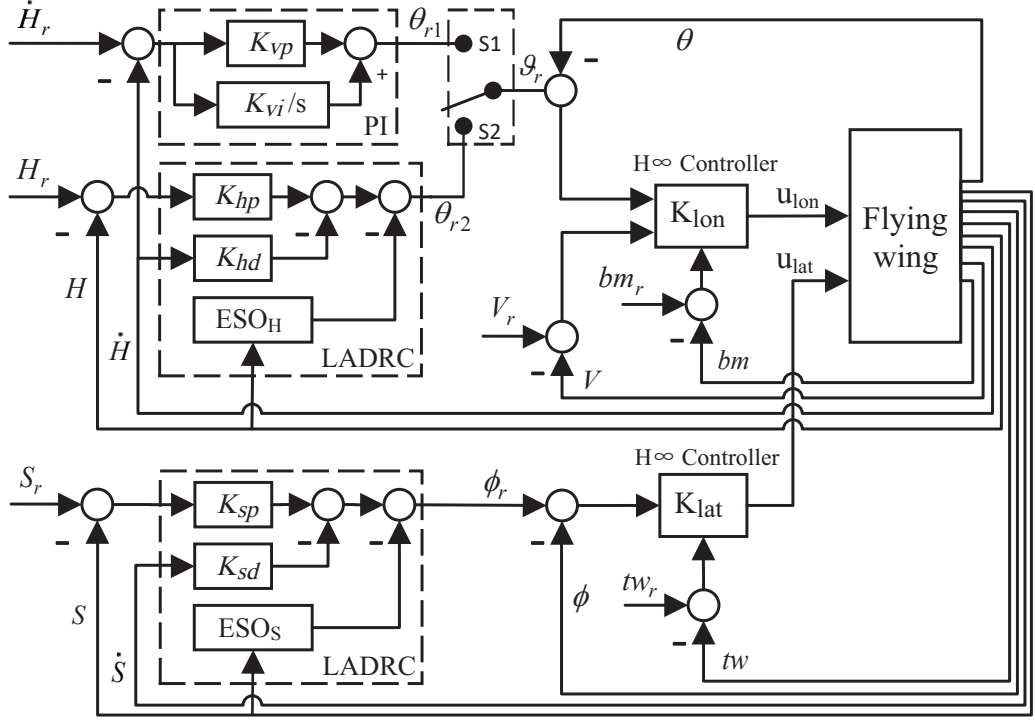 Ḣr
Kvp
θr1
S1
θ
+
Kvi/s
PI
ϑr
S2
Hr
Khp
θr2
H∞ Controller
Klon
ulon
Flying
wing
ulat
Khd
H
bmr
ESOH
Vr
Ḣ
LADRC
V
bm
H∞ Controller
Sr
Ksp
ϕr
Klat
Ksd
S
ϕ
twr
ESOS
Ṡ
LADRC
tw